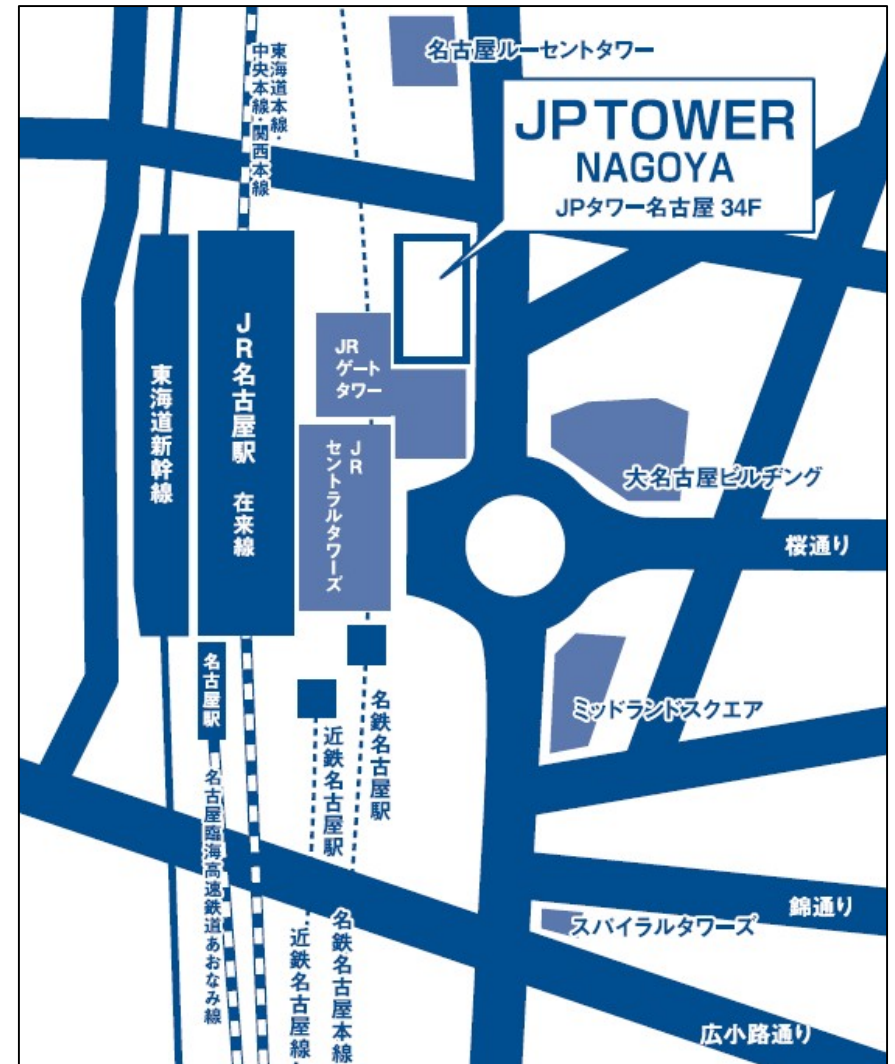 東海道本線・
中央本線・関西本線
名古屋ルーセントタワー
JP TOWER
NAGOYA
JPタワー名古屋 34F
JR
ゲート
タワー
JR名古屋駅 在来線
東海道新幹線
JR
セントラルタワーズ
大名古屋ビルヂング
桜通り
名古屋駅
ミッドランドスクエア
名鉄名古屋駅
近鉄名古屋駅
名古屋臨海高速鉄道あおなみ線
錦通り
スパイラルタワーズ
名鉄名古屋本線
近鉄名古屋線
広小路通り